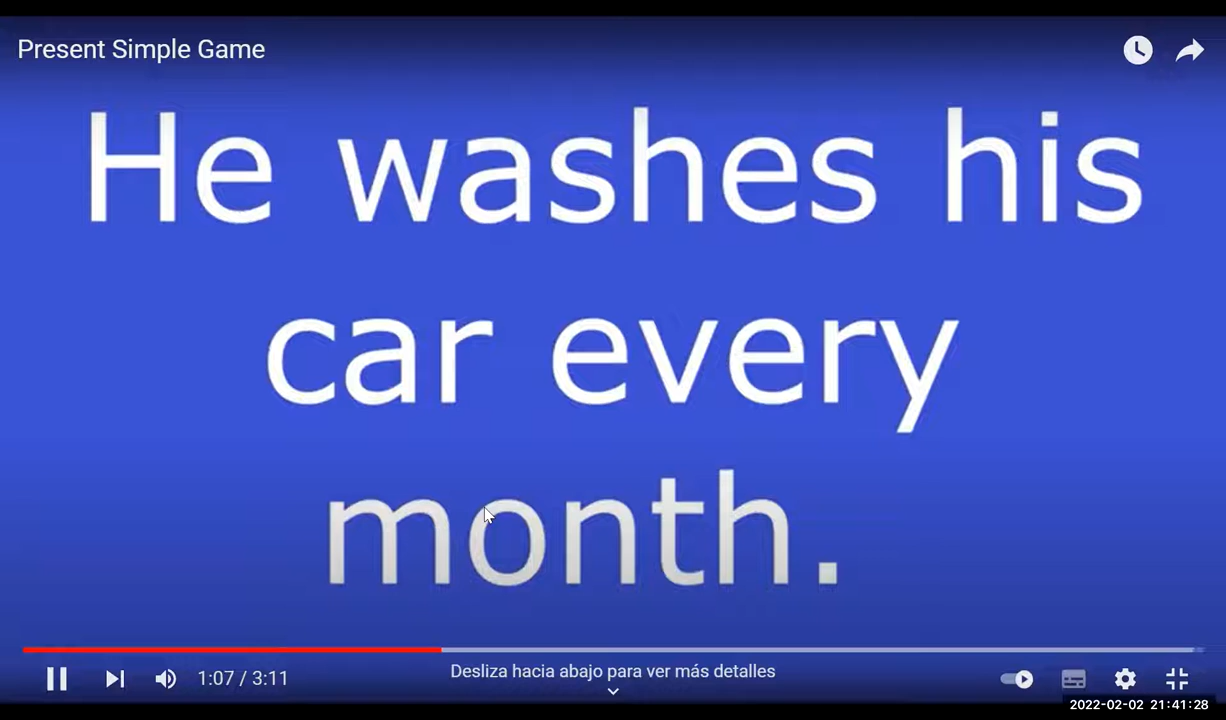 Present Simple Game
He washes his
car every
month.
1:07 / 3:11
Desliza hacia abajo para ver más detalles
2022-02-02 21:41:28